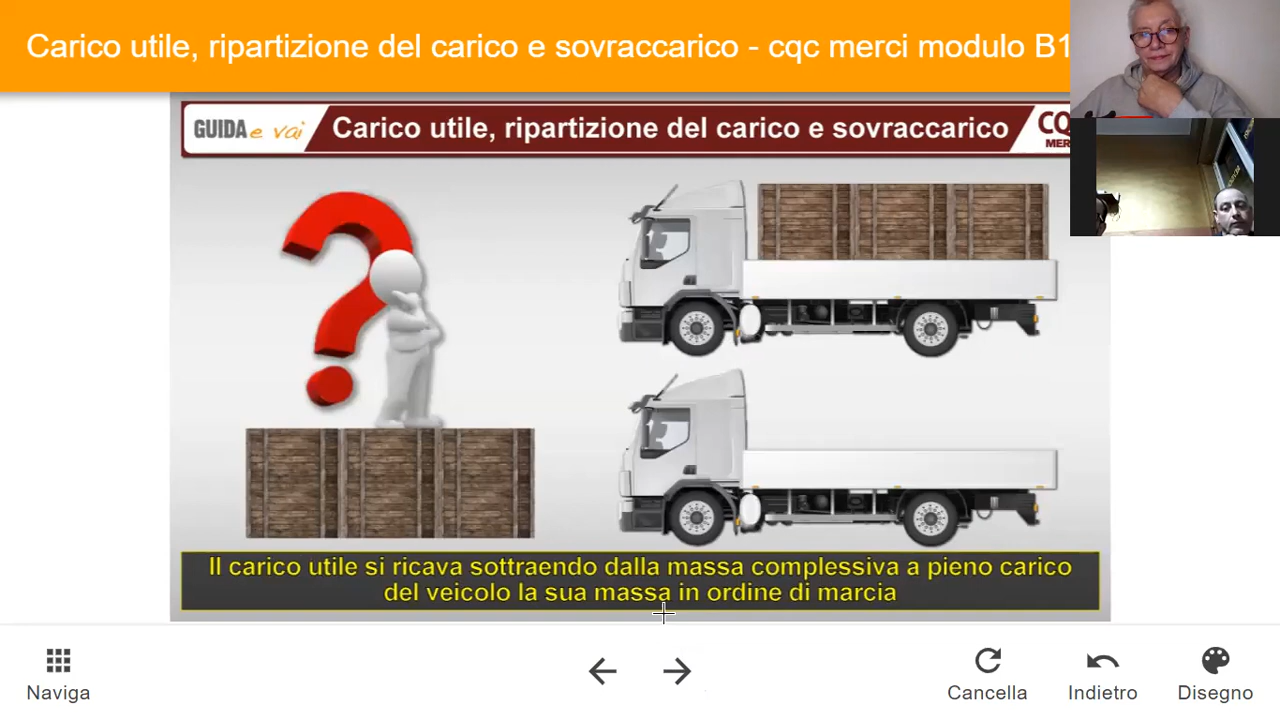 Carico utile, ripartizione del carico e sovraccarico - cqc merci modulo B1
GUIDA e vai
Carico utile, ripartizione del carico e sovraccarico
CQ
MER
Il carico utile si ricava sottraendo dalla massa complessiva a pieno carico
del veicolo la sua massa in ordine di marcia
Naviga
Cancella
Indietro
Disegno